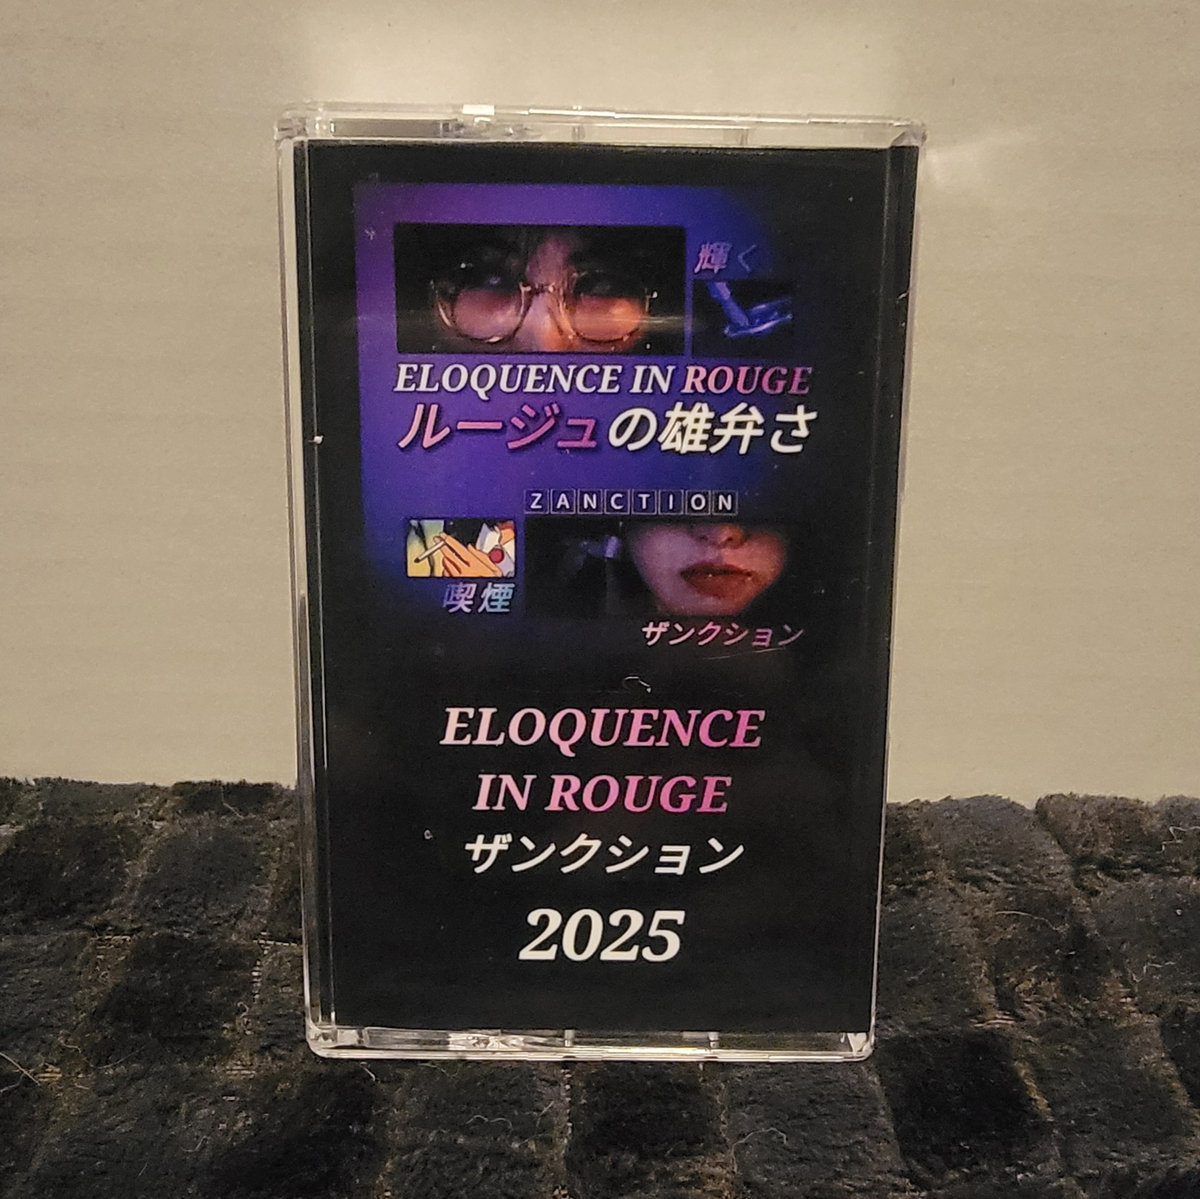 輝く
ELOQUENCE IN ROUGE
ルージュの雄弁さ
ZANCTION
喫煙
ザンクション
ELOQUENCE
IN ROUGE
ザンクション
2025